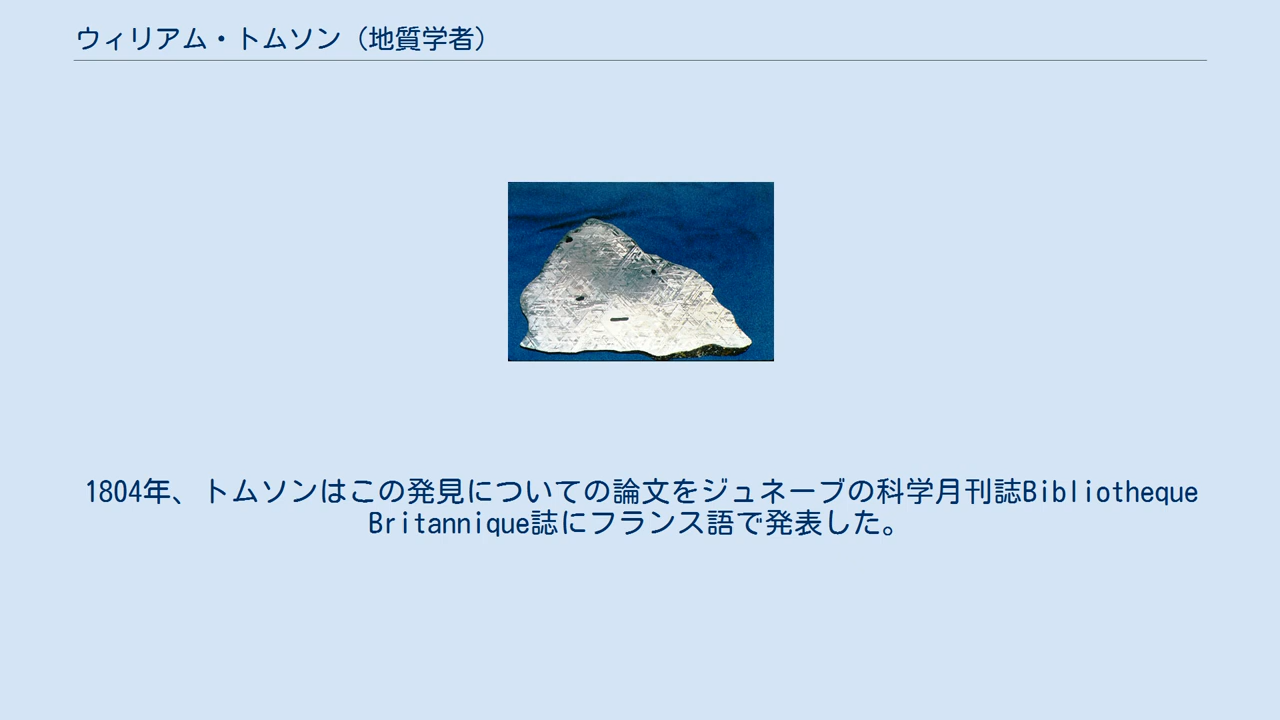 ウィリアム・トムソン（地質学者）
1804年、トムソンはこの発見についての論文をジュネーブの科学月刊誌Bibliotheque
Britannique誌にフランス語で発表した。